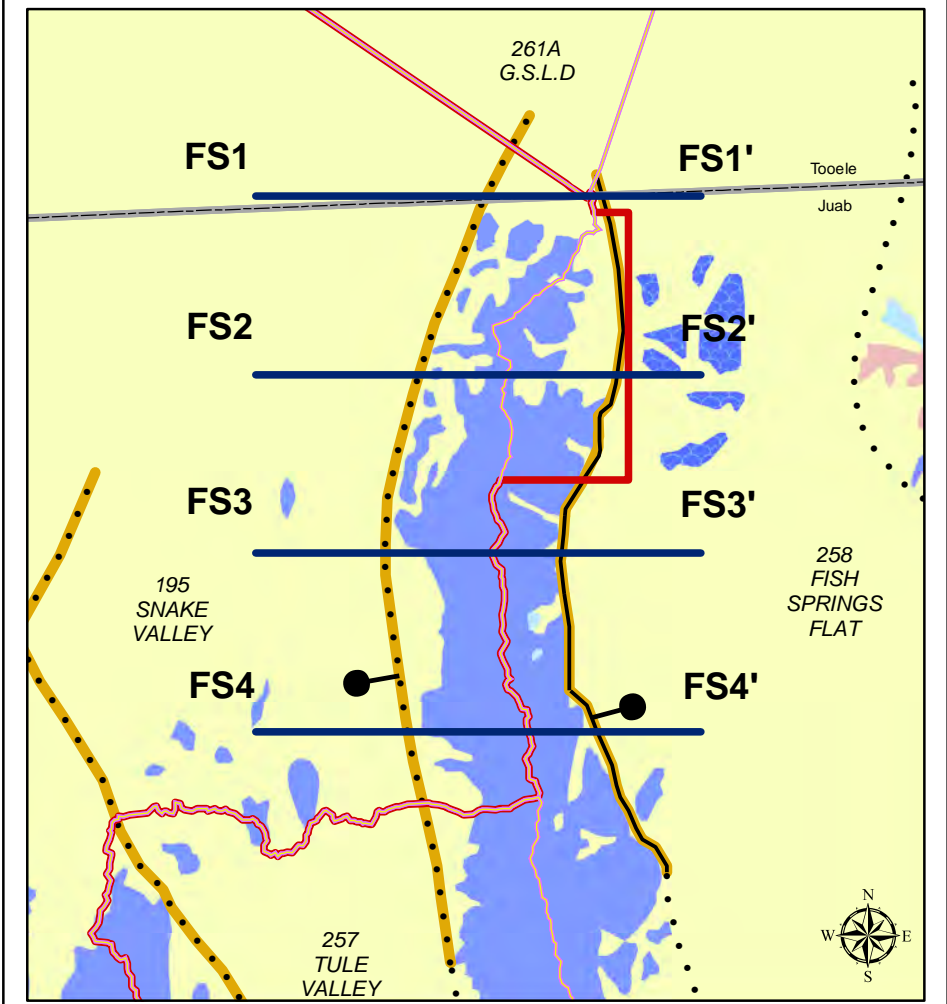 261A
G.S.L.D
FS1
FS1'
Tooele
Juab
FS2
FS2'
FS3
FS3'
195
SNAKE
VALLEY
258
FISH
SPRINGS
FLAT
FS4
FS4'
257
TULE
VALLEY
N
W
E
S